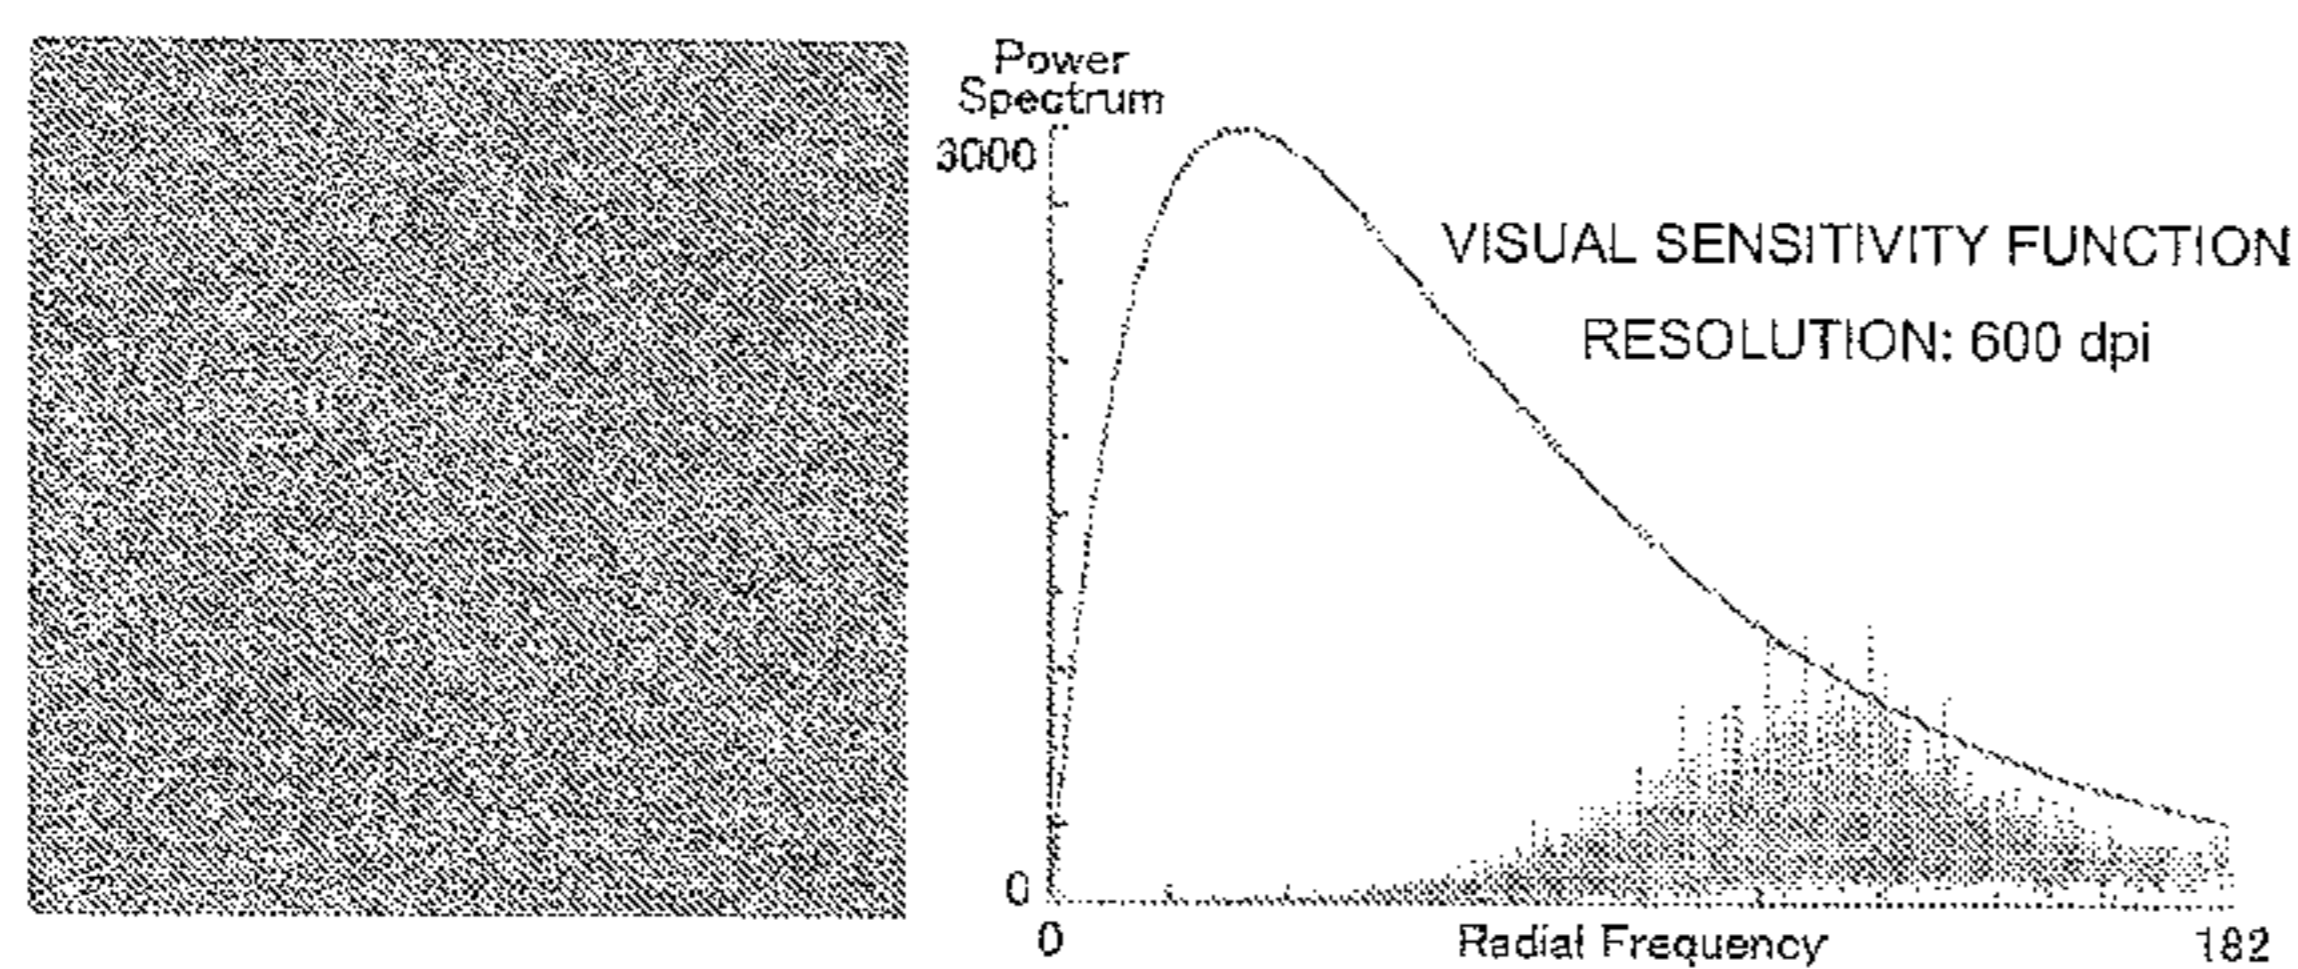 Power
Spectrum
3000
VISUAL SENSITIVITY FUNCTION
RESOLUTION: 600 dpi
0
0
Radial Frequency
182